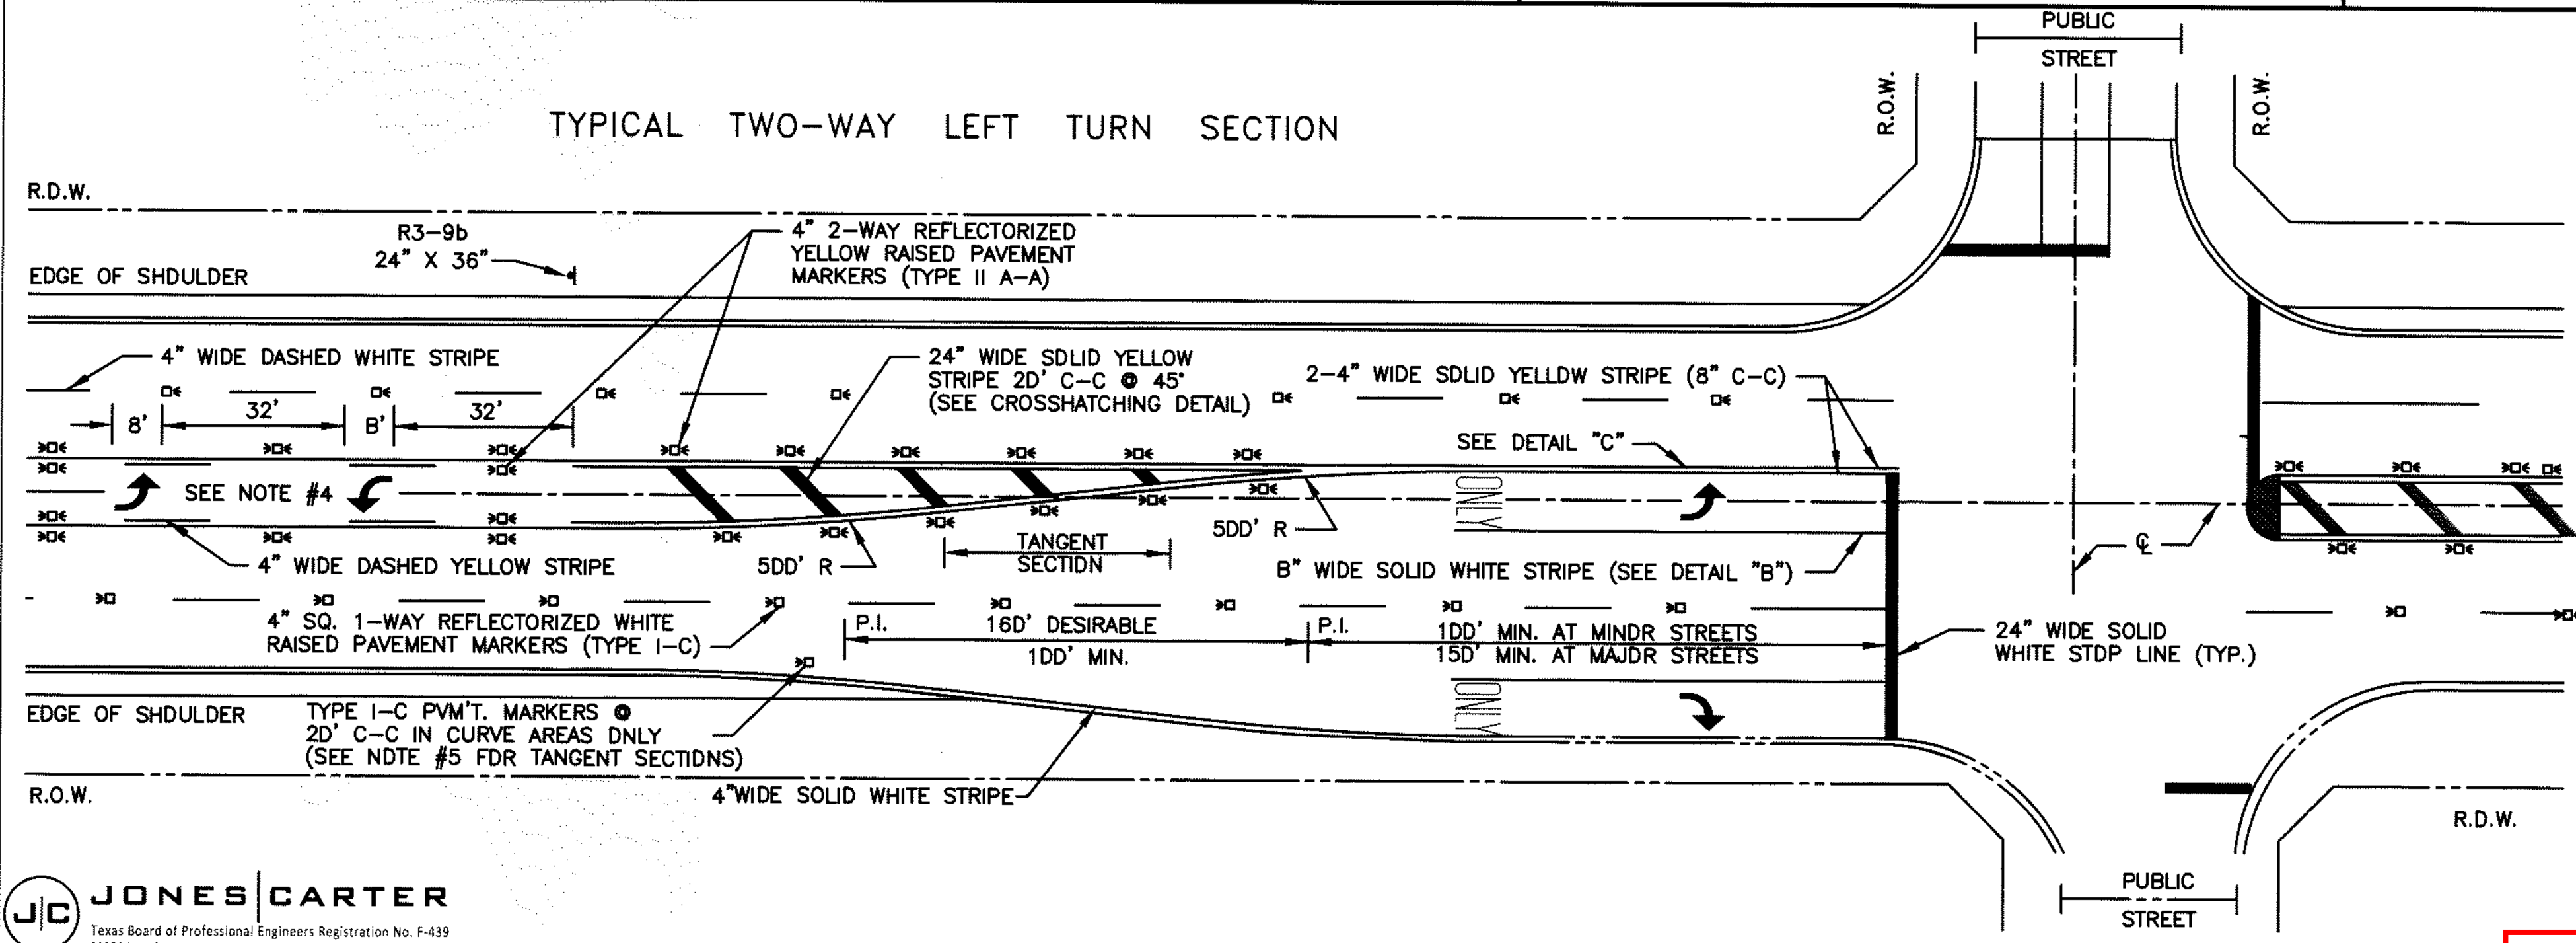 PUBLIC
STREET
R.O.W.
R.O.W.
TYPICAL TWO-WAY LEFT TURN SECTION
R.D.W.
R3-9b
24" X 36"
4" 2-WAY REFLECTORIZED
YELLOW RAISED PAVEMENT
MARKERS (TYPE II A-A)
EDGE OF SHDULDER
4" WIDE DASHED WHITE STRIPE
24" WIDE SDLID YELLOW
STRIPE 2D' C-C @ 45°
(SEE CROSSHATCHING DETAIL)
2-4" WIDE SDLID YELLDW STRIPE (8" C-C)
8'
32'
B'
32'
SEE DETAIL "C"
SEE NOTE #4
ONLY
4" WIDE DASHED YELLOW STRIPE
5DD' R
TANGENT
SECTIDN
5DD' R
B" WIDE SOLID WHITE STRIPE (SEE DETAIL "B")
℄
4" SQ. 1-WAY REFLECTORIZED WHITE
RAISED PAVEMENT MARKERS (TYPE I-C)
P.I.
16D' DESIRABLE
1DD' MIN.
P.I.
1DD' MIN. AT MINDR STREETS
15D' MIN. AT MAJDR STREETS
24" WIDE SOLID
WHITE STDP LINE (TYP.)
EDGE OF SHDULDER
TYPE I-C PVM'T. MARKERS @
2D' C-C IN CURVE AREAS DNLY
(SEE NDTE #5 FDR TANGENT SECTIDNS)
ONLY
R.O.W.
4"WIDE SOLID WHITE STRIPE
R.D.W.
PUBLIC
STREET
J|C JONES|CARTER
Texas Board of Professional Engineers Registration No. F-439